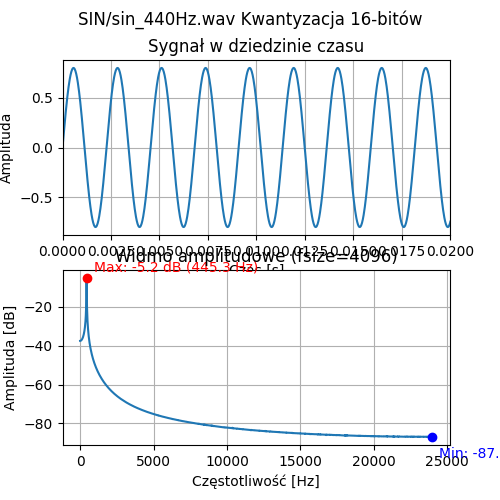 SIN/sin_440Hz.wav Kwantyzacja 16-bitów
Sygnał w dziedzinie czasu
Amplituda
0.5
0.0
−0.5
0.0000 0.0025 0.0050 0.0075 0.0100 0.0125 0.0150 0.0175 0.0200
Czas [s]
Widmo amplitudowe (fsize=4096)
Max: -5.2 dB (445.3 Hz)
Amplituda [dB]
−20
−40
−60
−80
Min: -87.
0 5000 10000 15000 20000 25000
Częstotliwość [Hz]